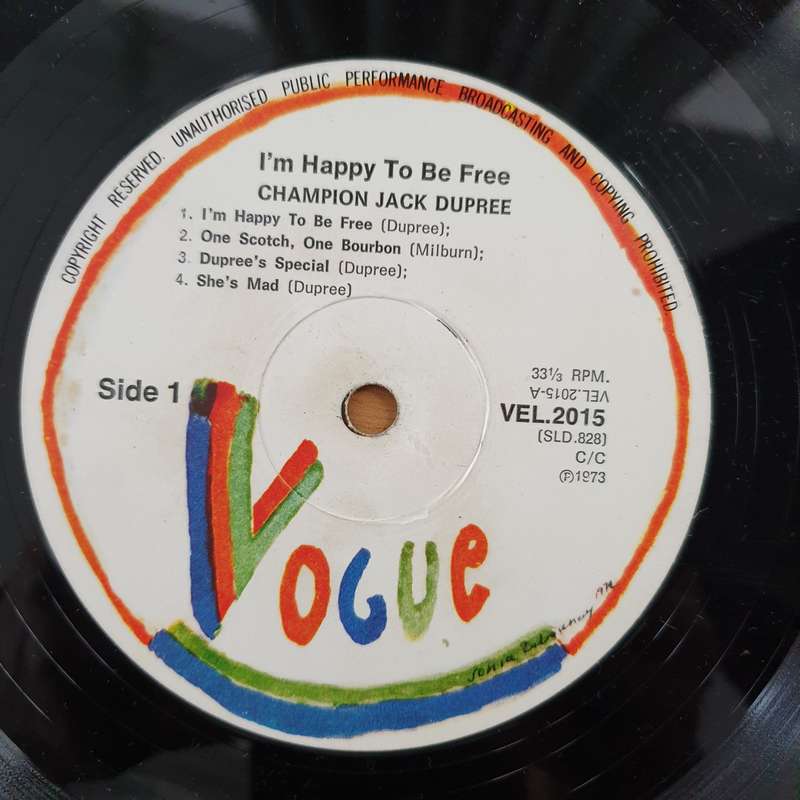 COPYRIGHT RESERVED. UNAUTHORISED PUBLIC PERFORMANCE BROADCASTING AND COPYING PROHIBITED.
I'm Happy To Be Free
CHAMPION JACK DUPREE
1. I'm Happy To Be Free (Dupree);
2. One Scotch, One Bourbon (Milburn);
3. Dupree's Special (Dupree);
4. She's Mad (Dupree)
Side 1
33⅓ RPM.
VEL.2015-A
VEL.2015
(SLD.828)
C/C
Ⓟ1973
VOGUE
Sonia